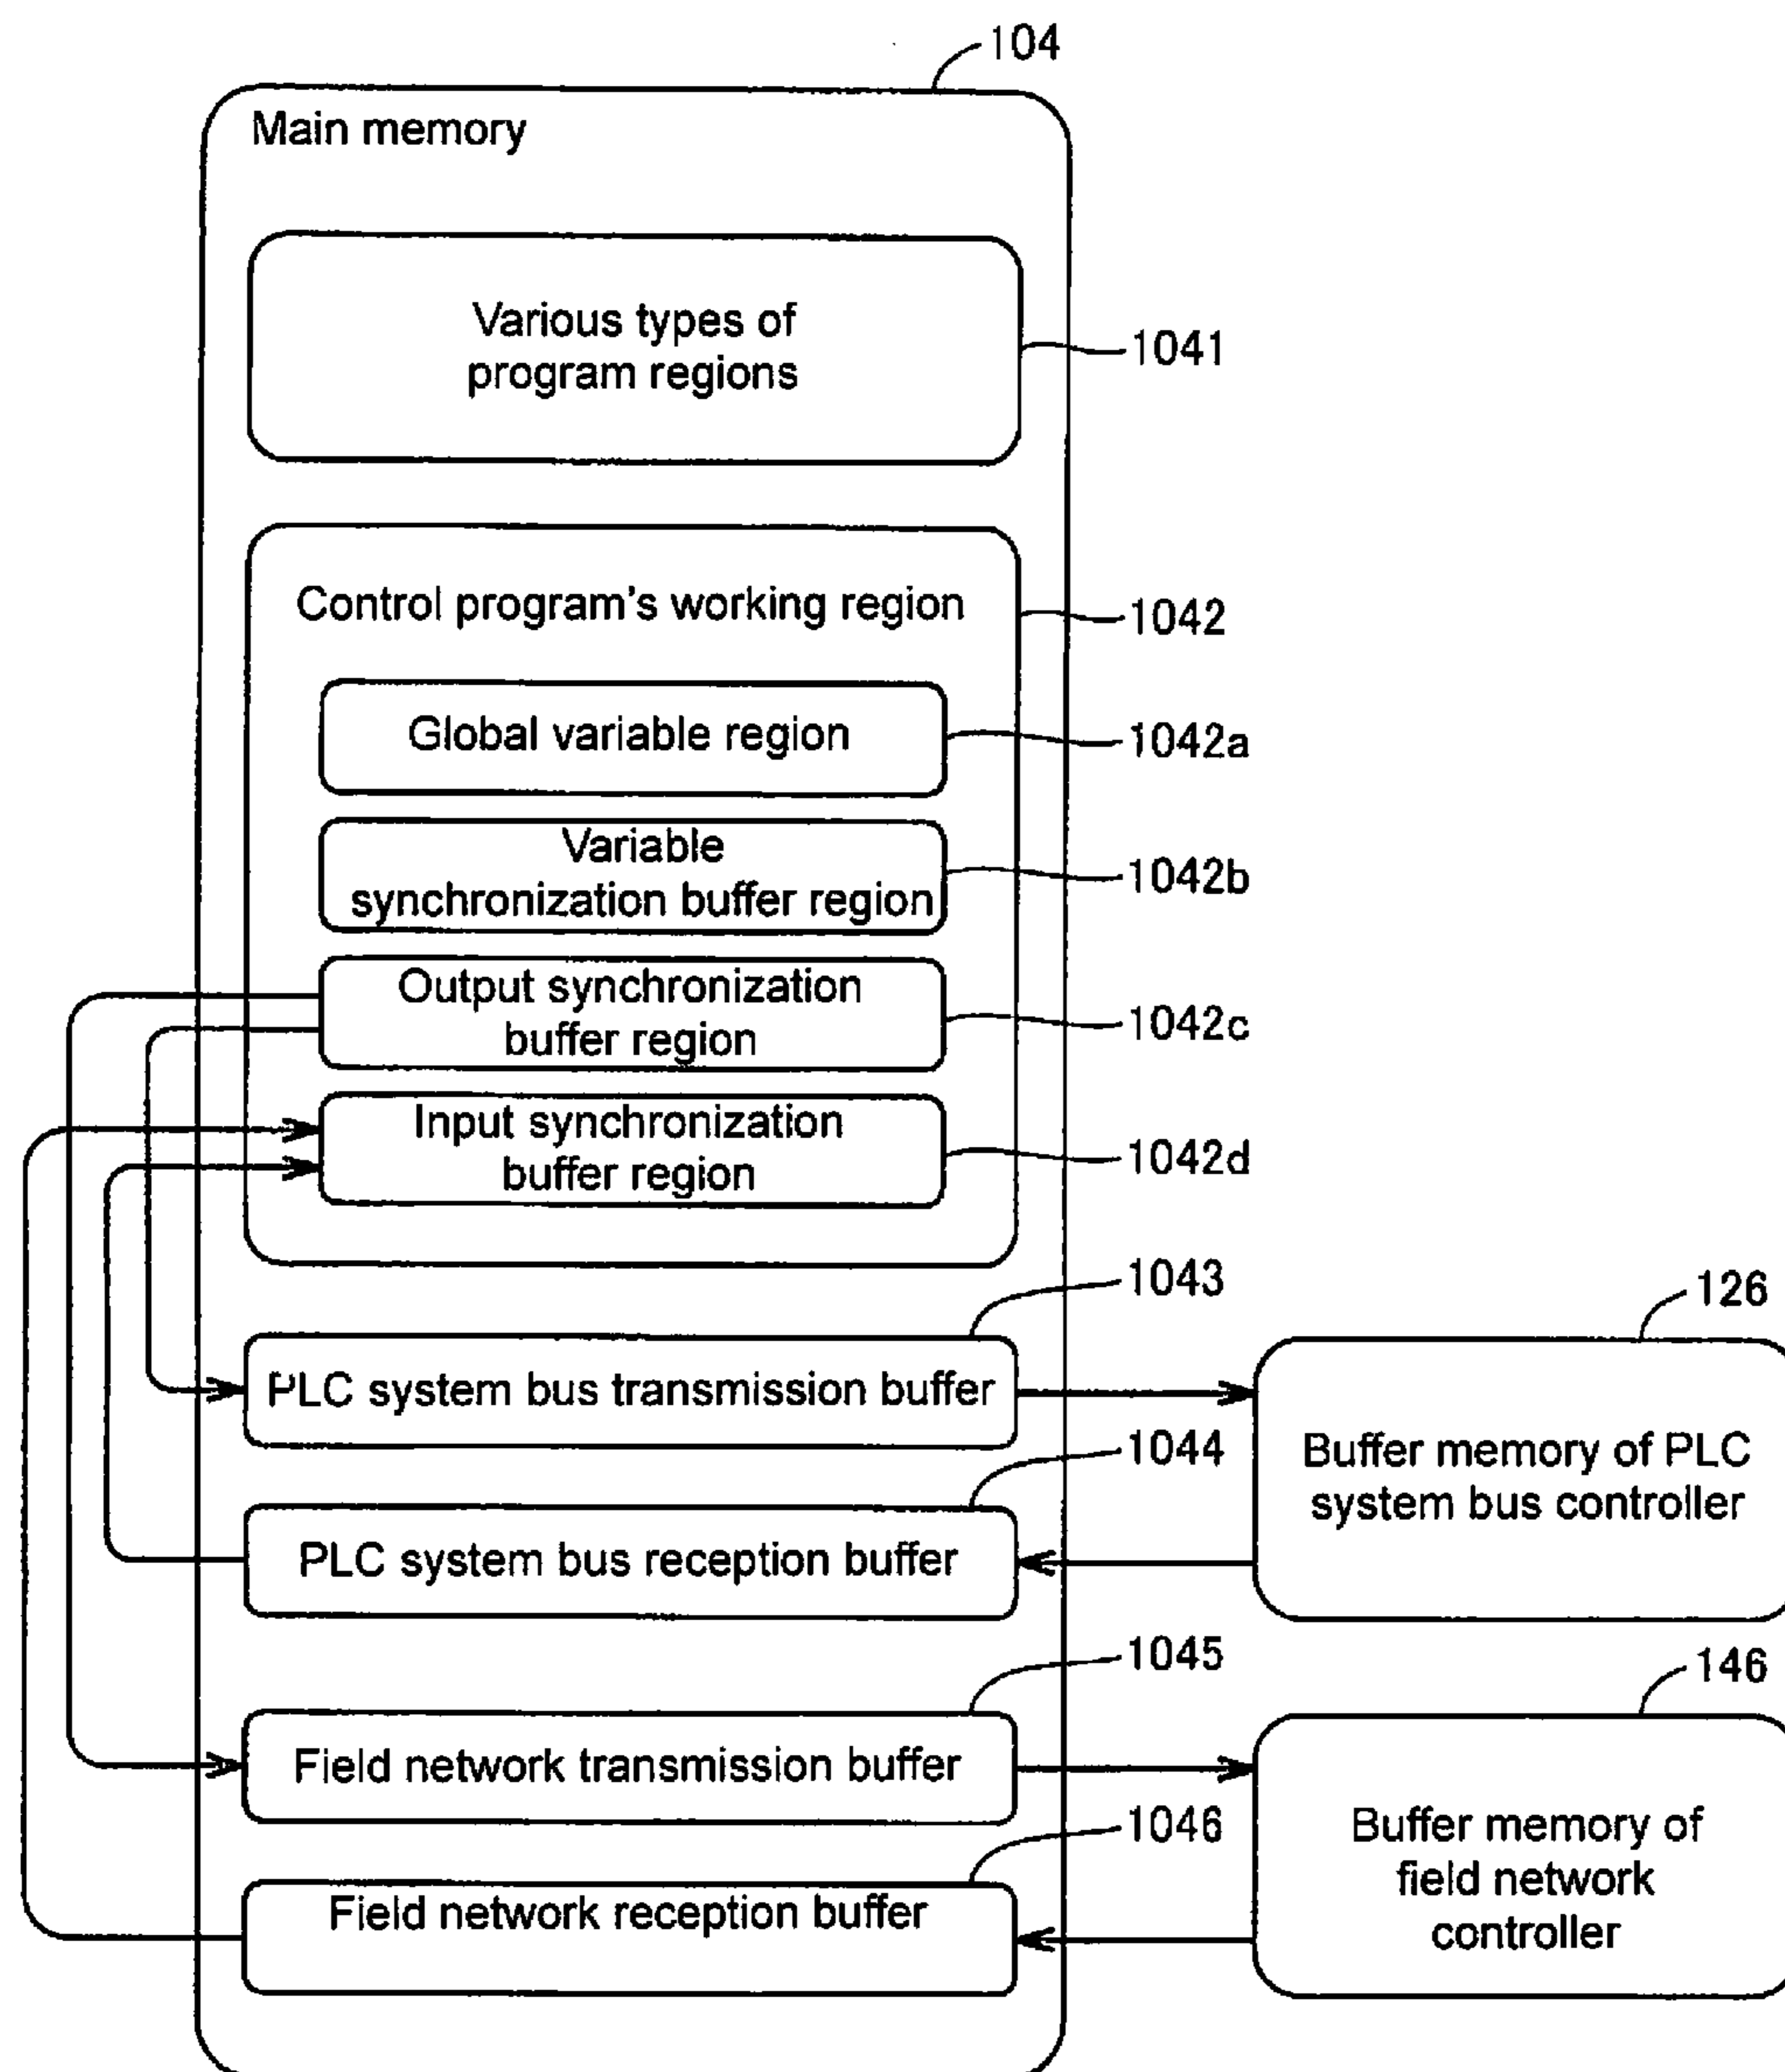 104
Main memory
Various types of
program regions
1041
Control program's working region
1042
Global variable region
1042a
Variable
synchronization buffer region
1042b
Output synchronization
buffer region
1042c
Input synchronization
buffer region
1042d
1043
PLC system bus transmission buffer
126
Buffer memory of PLC
system bus controller
1044
PLC system bus reception buffer
1045
Field network transmission buffer
146
Buffer memory of
field network
controller
1046
Field network reception buffer